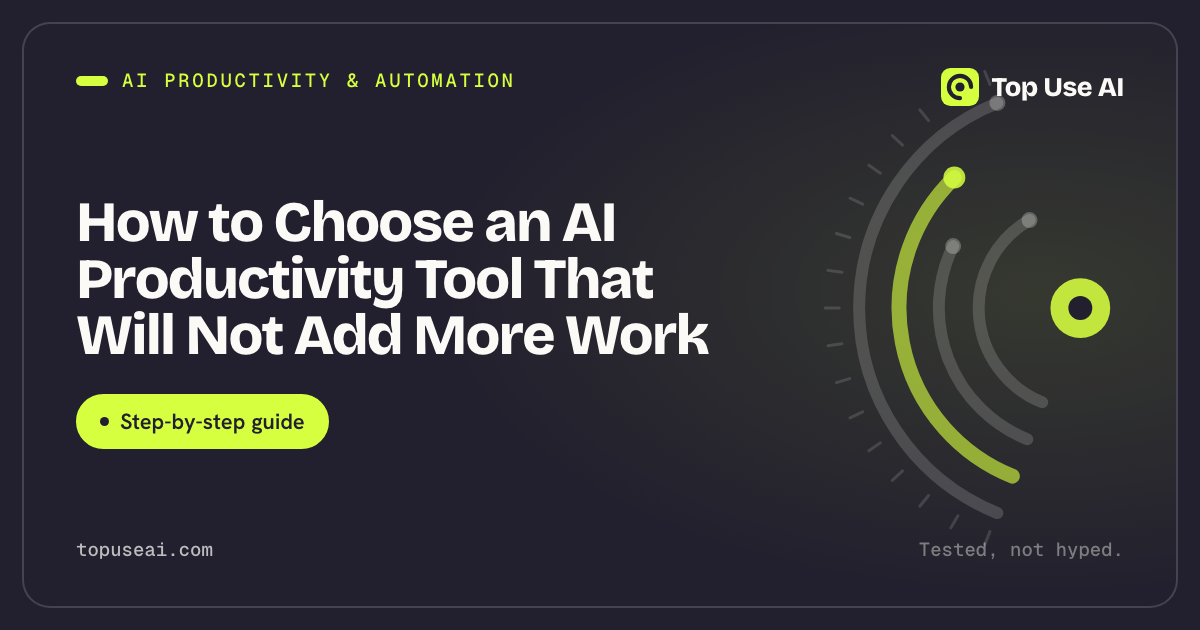 AI PRODUCTIVITY & AUTOMATION
Top Use AI
How to Choose an AI
Productivity Tool That
Will Not Add More Work
Step-by-step guide
topuseai.com
Tested, not hyped.